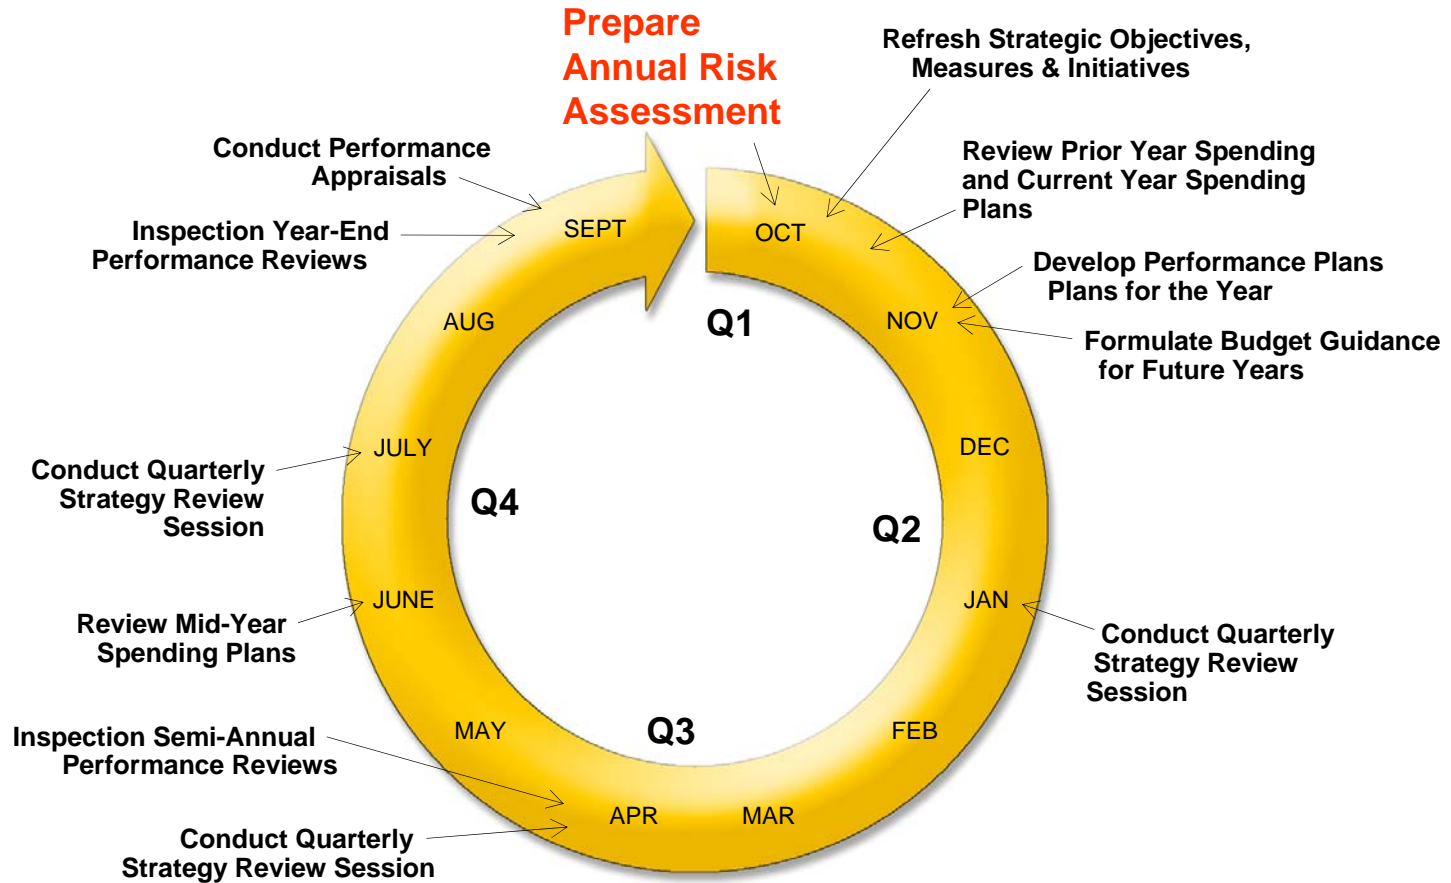 Prepare
Annual Risk
Assessment
Refresh Strategic Objectives,
Measures & Initiatives
Review Prior Year Spending
and Current Year Spending
Plans
Develop Performance Plans
Plans for the Year
Formulate Budget Guidance
for Future Years
Conduct Quarterly
Strategy Review
Session
Conduct Performance
Appraisals
Inspection Year-End
Performance Reviews
Conduct Quarterly
Strategy Review
Session
Review Mid-Year
Spending Plans
Inspection Semi-Annual
Performance Reviews
Conduct Quarterly
Strategy Review Session
OCT
NOV
DEC
JAN
FEB
MAR
APR
MAY
JUNE
JULY
AUG
SEPT
Q1
Q2
Q3
Q4